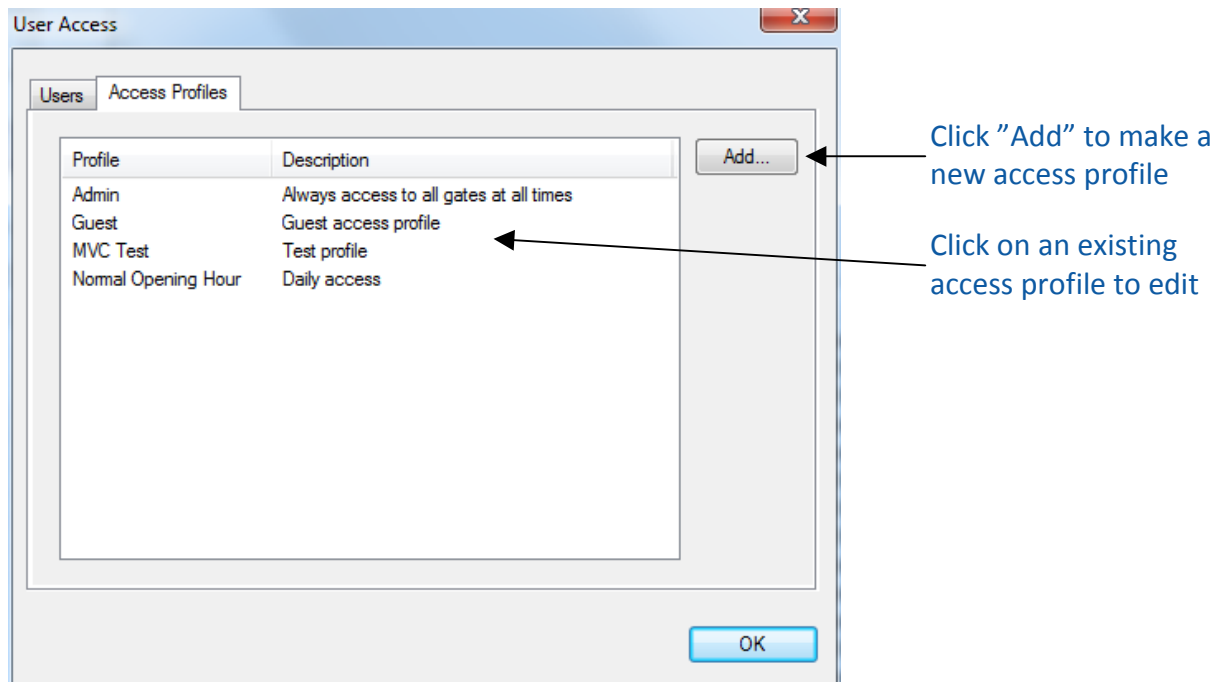 User Access
Users Access Profiles
Profile Description
Add...
Admin Always access to all gates at all times
Guest Guest access profile
MVC Test Test profile
Normal Opening Hour Daily access
OK
Click ”Add” to make a
new access profile
Click on an existing
access profile to edit